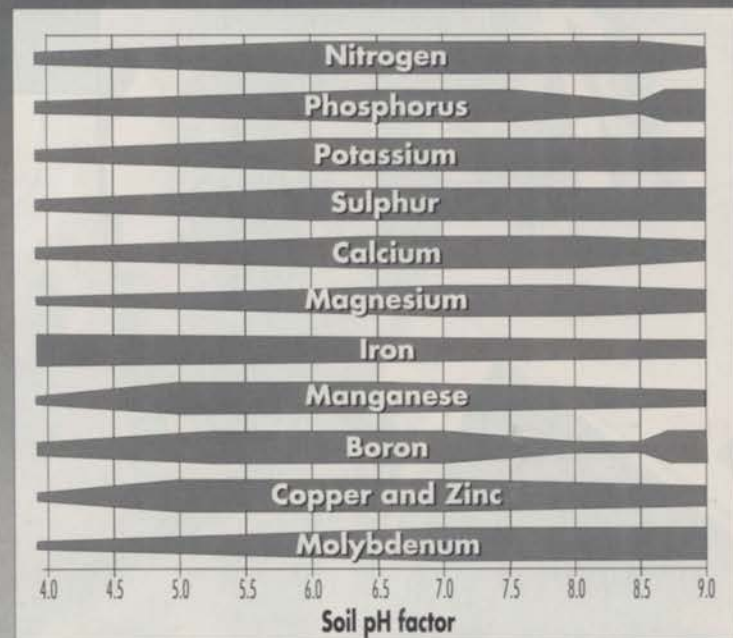 Nitrogen
Phosphorus
Potassium
Sulphur
Calcium
Magnesium
Iron
Manganese
Boron
Copper and Zinc
Molybdenum
4.0 4.5 5.0 5.5 6.0 6.5 7.0 7.5 8.0 8.5 9.0
Soil pH factor